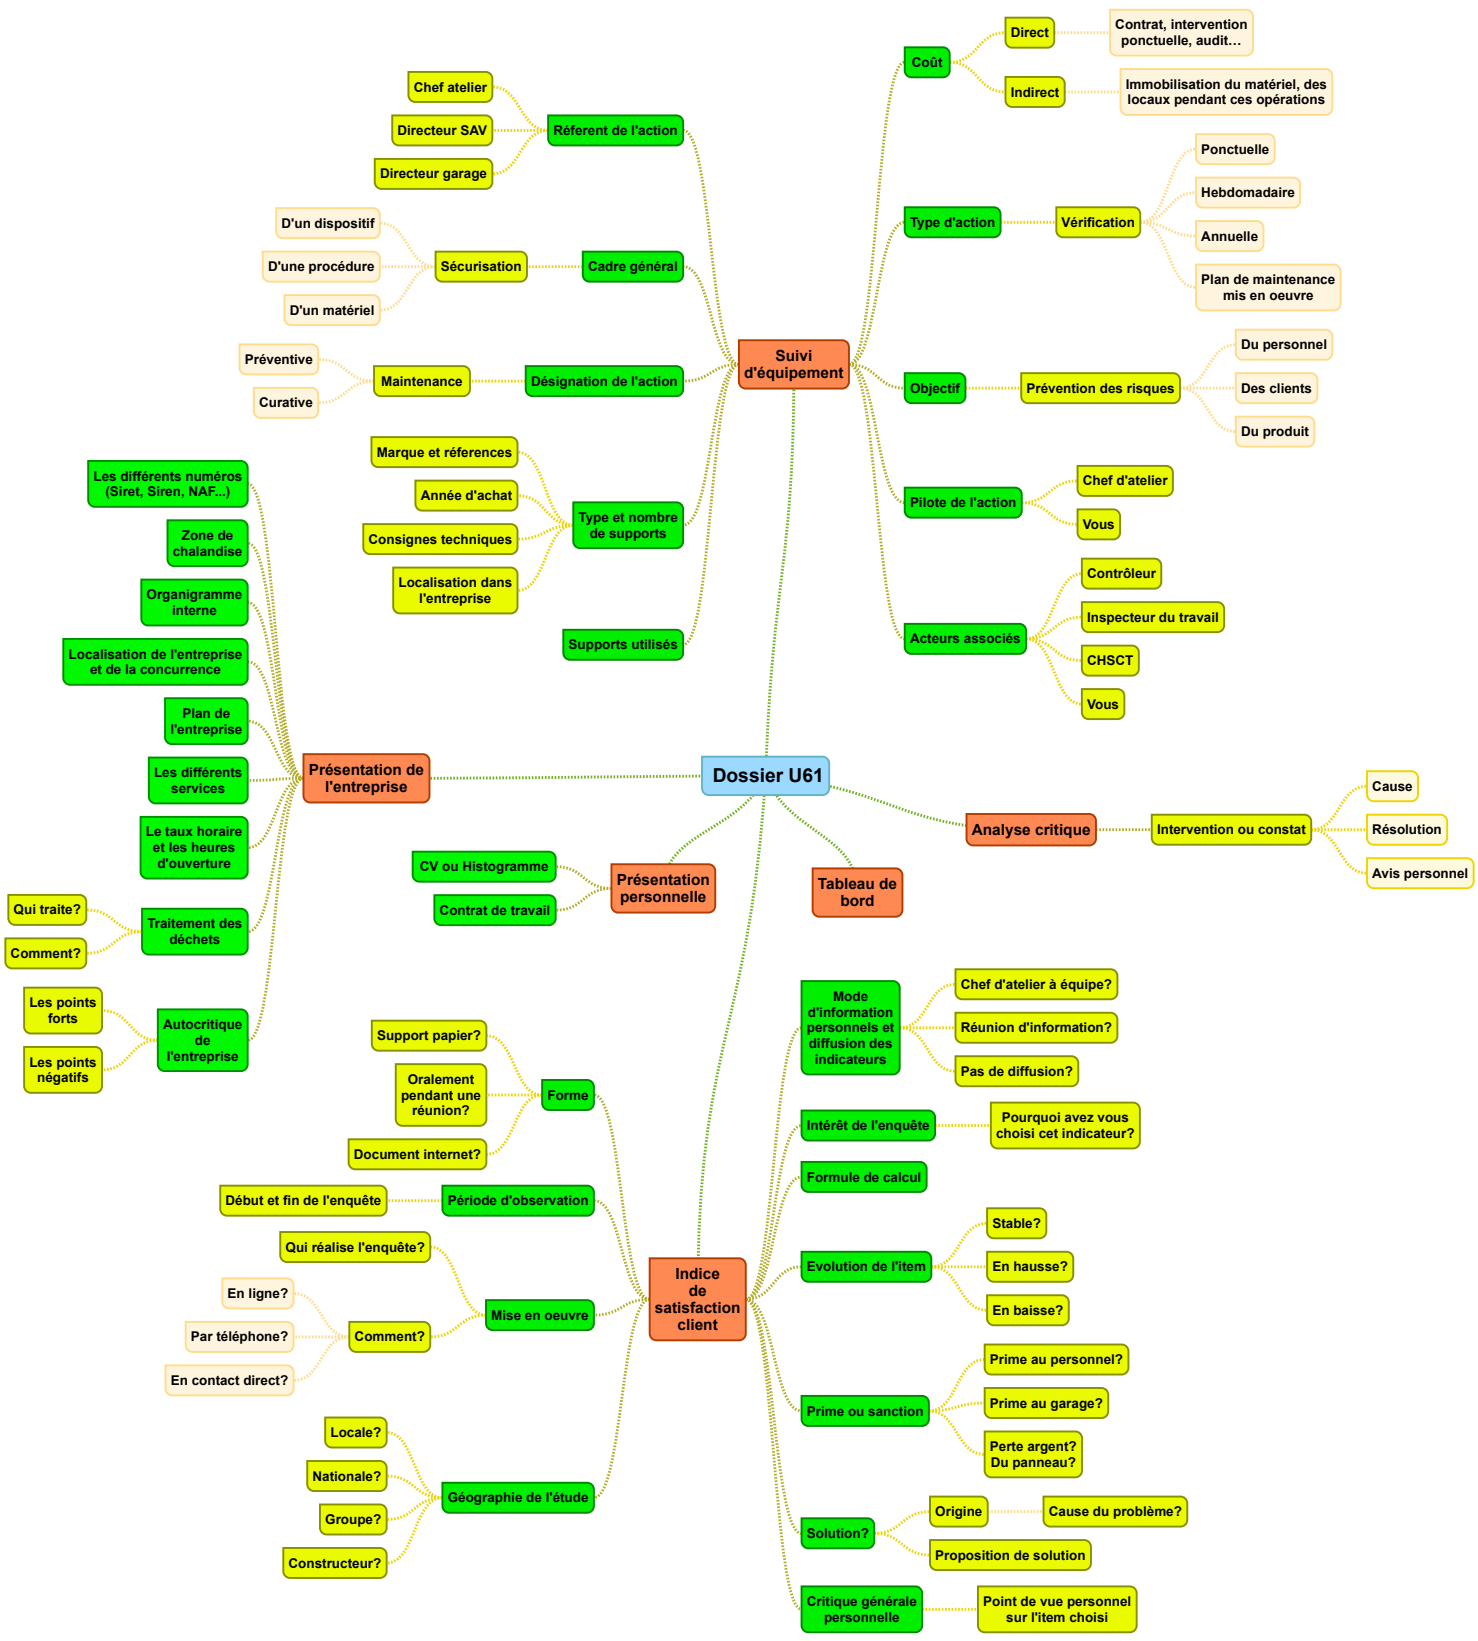 Dossier U61
Suivi
d'équipement
Réferent de l'action
Chef atelier
Directeur SAV
Directeur garage
Cadre général
Sécurisation
D'un dispositif
D'une procédure
D'un matériel
Désignation de l'action
Maintenance
Préventive
Curative
Type et nombre
de supports
Marque et réferences
Année d'achat
Consignes techniques
Localisation dans
l'entreprise
Supports utilisés
Coût
Direct
Contrat, intervention
ponctuelle, audit...
Indirect
Immobilisation du matériel, des
locaux pendant ces opérations
Type d'action
Vérification
Ponctuelle
Hebdomadaire
Annuelle
Plan de maintenance
mis en oeuvre
Objectif
Prévention des risques
Du personnel
Des clients
Du produit
Pilote de l'action
Chef d'atelier
Vous
Acteurs associés
Contrôleur
Inspecteur du travail
CHSCT
Vous
Présentation de
l'entreprise
Les différents numéros
(Siret, Siren, NAF...)
Zone de
chalandise
Organigramme
interne
Localisation de l'entreprise
et de la concurrence
Plan de
l'entreprise
Les différents
services
Le taux horaire
et les heures
d'ouverture
Traitement des
déchets
Qui traite?
Comment?
Autocritique
de
l'entreprise
Les points
forts
Les points
négatifs
Présentation
personnelle
CV ou Histogramme
Contrat de travail
Tableau de
bord
Analyse critique
Intervention ou constat
Cause
Résolution
Avis personnel
Indice
de
satisfaction
client
Forme
Support papier?
Oralement
pendant une
réunion?
Document internet?
Période d'observation
Début et fin de l'enquête
Mise en oeuvre
Qui réalise l'enquête?
Comment?
En ligne?
Par téléphone?
En contact direct?
Géographie de l'étude
Locale?
Nationale?
Groupe?
Constructeur?
Mode
d'information
personnels et
diffusion des
indicateurs
Chef d'atelier à équipe?
Réunion d'information?
Pas de diffusion?
Intérêt de l'enquête
Pourquoi avez vous
choisi cet indicateur?
Formule de calcul
Evolution de l'item
Stable?
En hausse?
En baisse?
Prime ou sanction
Prime au personnel?
Prime au garage?
Perte argent?
Du panneau?
Solution?
Origine
Cause du problème?
Proposition de solution
Critique générale
personnelle
Point de vue personnel
sur l'item choisi